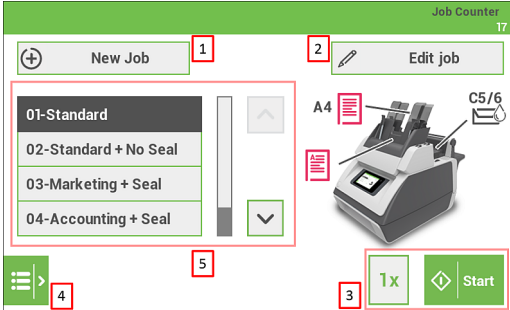 Job Counter
17
1
2
New Job
Edit job
01-Standard
02-Standard + No Seal
03-Marketing + Seal
04-Accounting + Seal
A4
C5/6
A
5
4
3
1x
Start